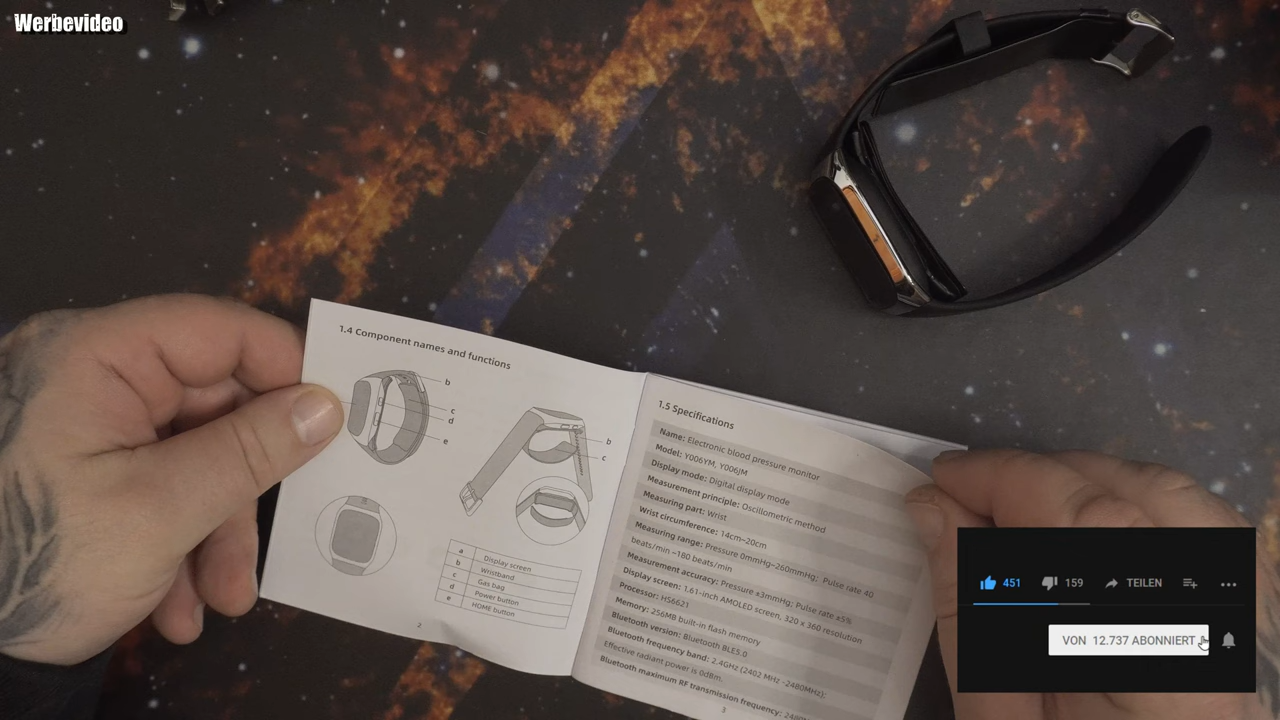 Werbevideo
1.4 Component names and functions
b
c
d
e
b
c
a Display screen
b Wristband
c Gas bag
d Power button
e HOME button
2
1.5 Specifications
Name: Electronic blood pressure monitor
Model: Y006YM, Y006JM
Display mode: Digital display mode
Measurement principle: Oscillometric method
Measuring part: Wrist
Wrist circumference: 14cm~20cm
Measuring range: Pressure 0mmHg~260mmHg; Pulse rate 40
beats/min ~180 beats/min
Measurement accuracy: Pressure ±3mmHg; Pulse rate ±5%
Display screen: 1.61-inch AMOLED screen, 320 x 360 resolution
Processor: HS6621
Memory: 256MB built-in flash memory
Bluetooth version: Bluetooth BLE5.0
Bluetooth frequency band: 2.4GHz (2402 MHz ~2480MHz);
Effective radiant power is 0dBm.
Bluetooth maximum RF transmission frequency:
3
451 159 TEILEN
VON 12.737 ABONNIERT